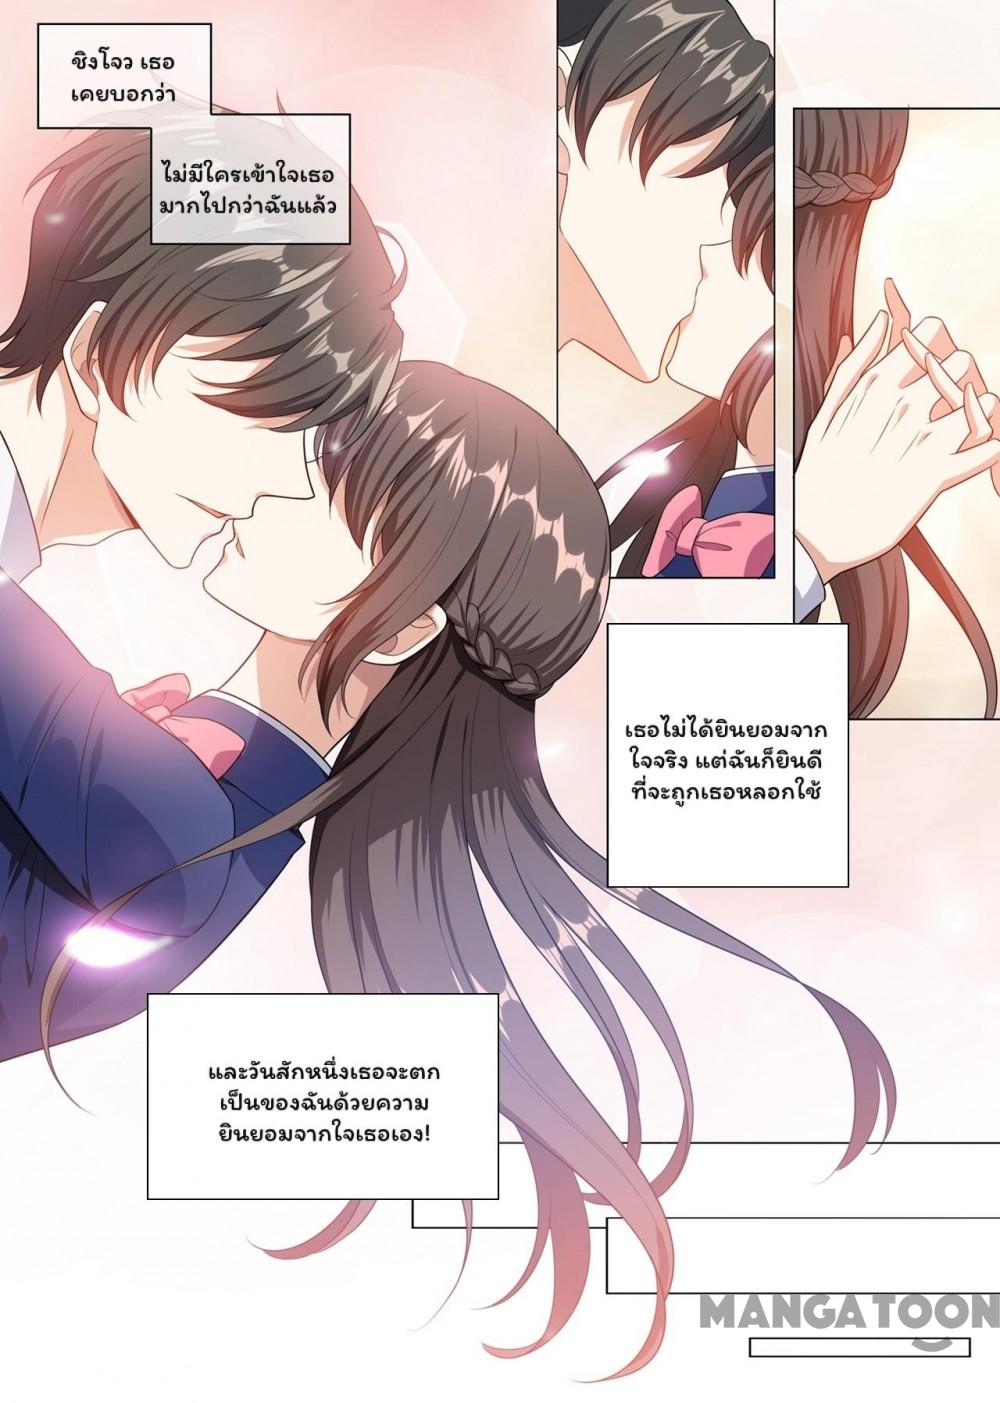 ชิงโจว เธอ
เคยบอกว่า
ไม่มีใครเข้าใจเธอ
มากไปกว่าฉันแล้ว
เธอไม่ได้ยินยอมจาก
ใจจริง แต่ฉันก็ยินดี
ที่จะถูกเธอหลอกใช้
และวันสักหนึ่งเธอจะตก
เป็นของฉันด้วยความ
ยินยอมจากใจเธอเอง!
MANGATOON